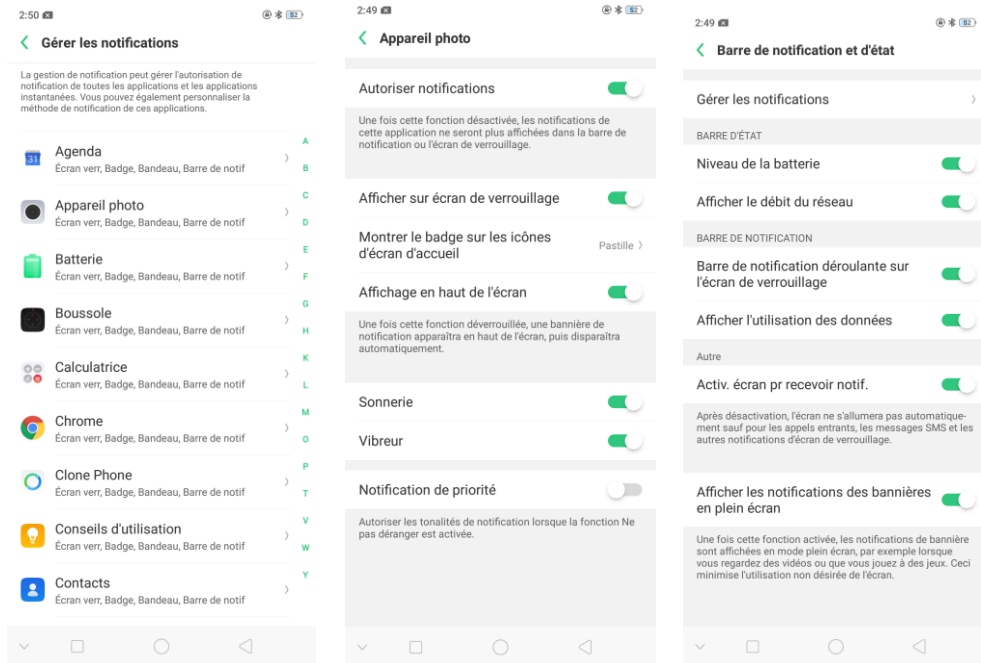 2:50
52
Gérer les notifications
La gestion de notification peut gérer l'autorisation de
notification de toutes les applications et les applications
instantanées. Vous pouvez également personnaliser la
méthode de notification de ces applications.
31
Agenda
Écran verr, Badge, Bandeau, Barre de notif
Appareil photo
Écran verr, Badge, Bandeau, Barre de notif
Batterie
Écran verr, Badge, Bandeau, Barre de notif
Boussole
Écran verr, Badge, Bandeau, Barre de notif
Calculatrice
Écran verr, Badge, Bandeau, Barre de notif
Chrome
Écran verr, Badge, Bandeau, Barre de notif
Clone Phone
Écran verr, Badge, Bandeau, Barre de notif
Conseils d'utilisation
Écran verr, Badge, Bandeau, Barre de notif
Contacts
Écran verr, Badge, Bandeau, Barre de notif
A
B
C
D
E
F
G
H
K
L
M
O
P
T
V
W
Y
2:49
52
Appareil photo
Autoriser notifications
Une fois cette fonction désactivée, les notifications de
cette application ne seront plus affichées dans la barre de
notification ou l'écran de verrouillage.
Afficher sur écran de verrouillage
Montrer le badge sur les icônes
d'écran d'accueil
Pastille
Affichage en haut de l'écran
Une fois cette fonction déverrouillée, une bannière de
notification apparaîtra en haut de l'écran, puis disparaîtra
automatiquement.
Sonnerie
Vibreur
Notification de priorité
Autoriser les tonalités de notification lorsque la fonction Ne
pas déranger est activée.
2:49
52
Barre de notification et d'état
Gérer les notifications
BARRE D'ÉTAT
Niveau de la batterie
Afficher le débit du réseau
BARRE DE NOTIFICATION
Barre de notification déroulante sur
l'écran de verrouillage
Afficher l'utilisation des données
Autre
Activ. écran pr recevoir notif.
Après désactivation, l'écran ne s'allumera pas automatique-
ment sauf pour les appels entrants, les messages SMS et les
autres notifications d'écran de verrouillage.
Afficher les notifications des bannières
en plein écran
Une fois cette fonction activée, les notifications de bannière
sont affichées en mode plein écran, par exemple lorsque
vous regardez des vidéos ou que vous jouez à des jeux. Ceci
minimise l'utilisation non désirée de l'écran.